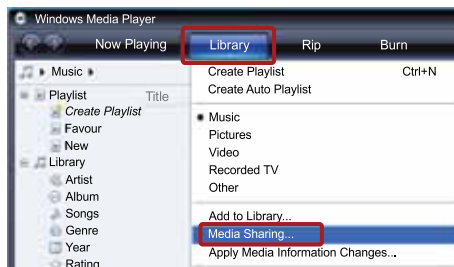 Windows Media Player
Now Playing Library Rip Burn
Music
Playlist Title
Create Playlist
Favour
New
Library
Artist
Album
Songs
Genre
Year
Rating
Create Playlist Ctrl+N
Create Auto Playlist
Music
Pictures
Video
Recorded TV
Other
Add to Library...
Media Sharing...
Apply Media Information Changes...